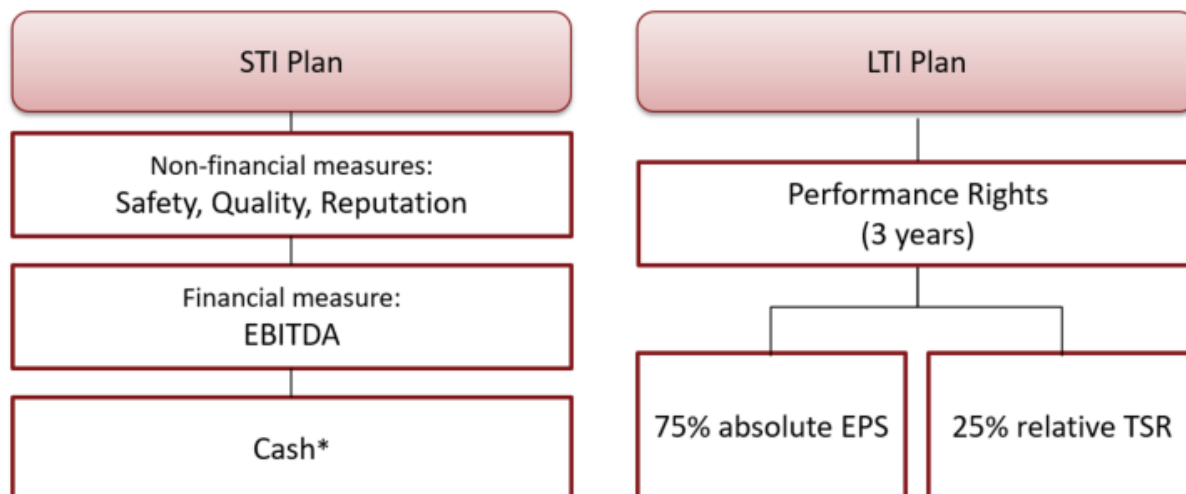 STI Plan
Non-financial measures:
Safety, Quality, Reputation
Financial measure:
EBITDA
Cash*
LTI Plan
Performance Rights
(3 years)
75% absolute EPS
25% relative TSR